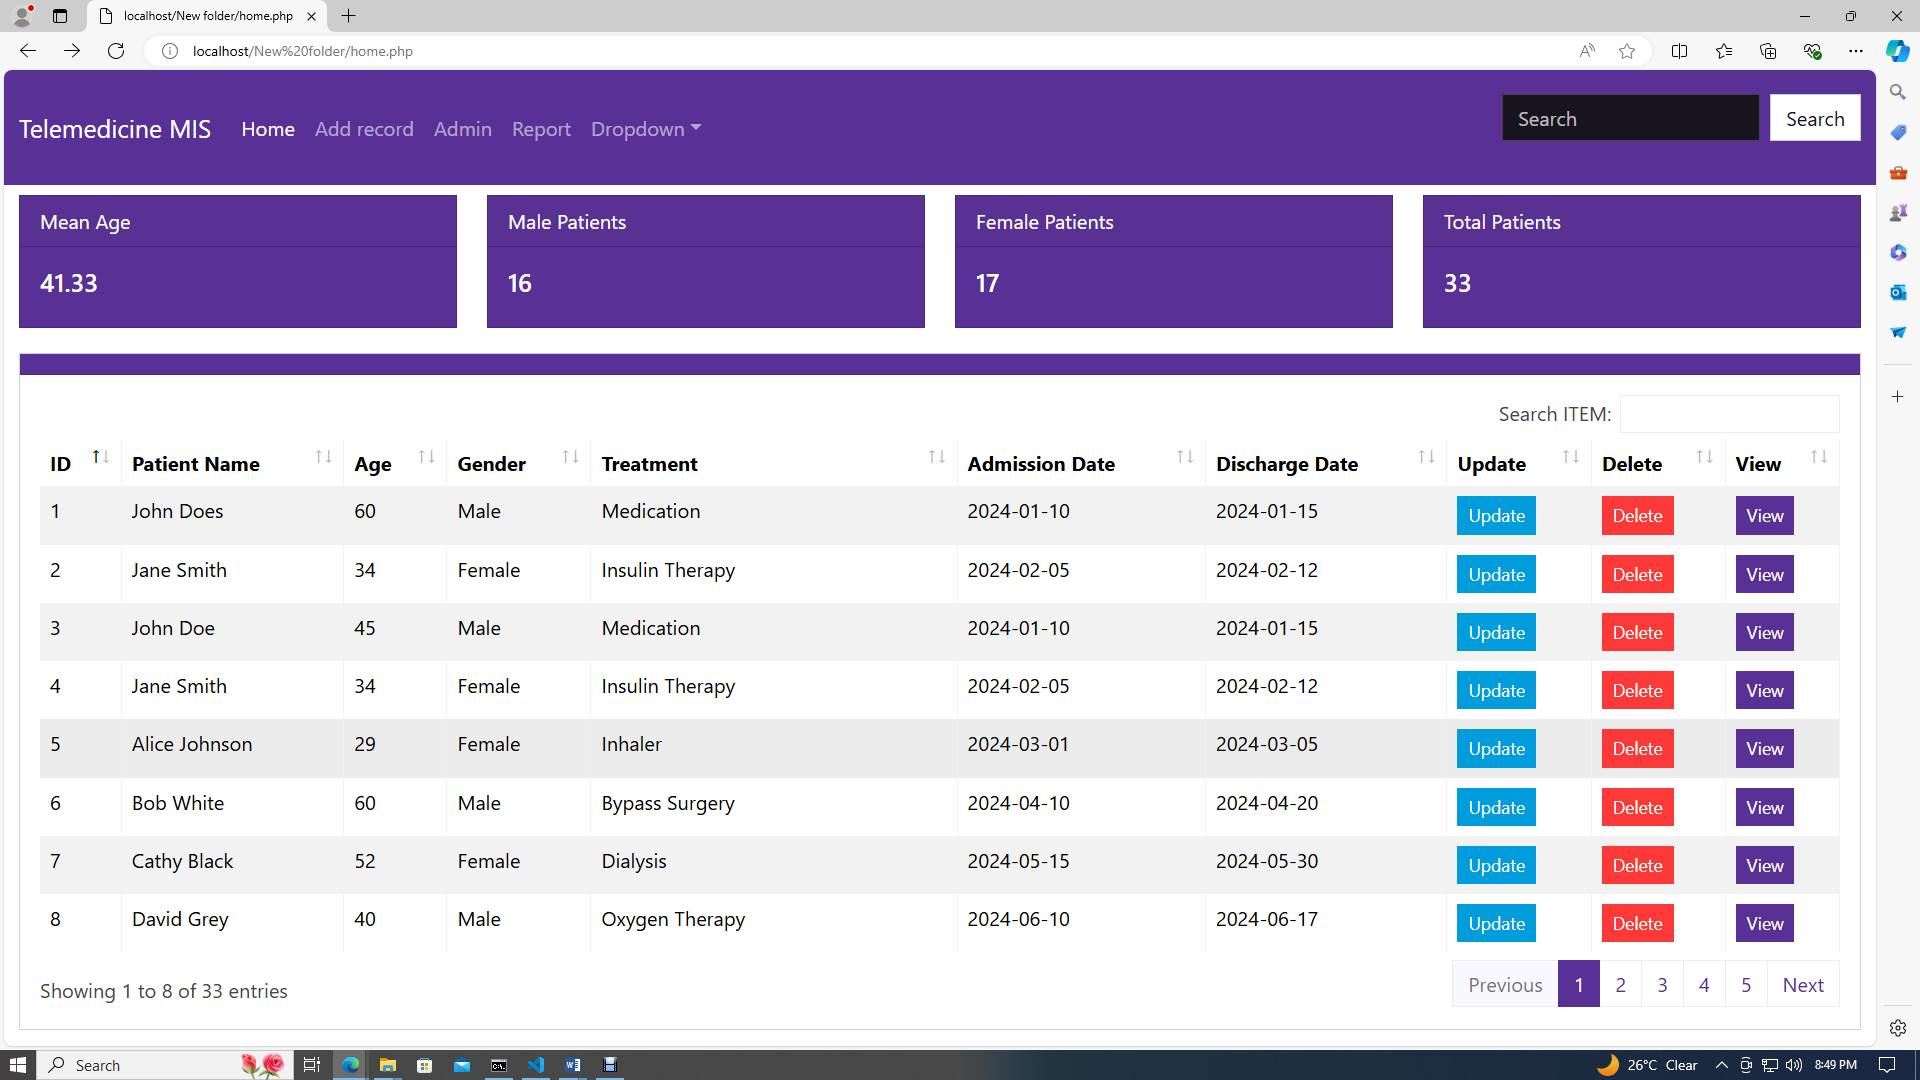 localhost/New folder/home.php
localhost/New%20folder/home.php
Telemedicine MIS Home Add record Admin Report Dropdown Search Search
Mean Age Male Patients Female Patients Total Patients
41.33 16 17 33
Search ITEM:
ID Patient Name Age Gender Treatment Admission Date Discharge Date Update Delete View
1 John Does 60 Male Medication 2024-01-10 2024-01-15 Update Delete View
2 Jane Smith 34 Female Insulin Therapy 2024-02-05 2024-02-12 Update Delete View
3 John Doe 45 Male Medication 2024-01-10 2024-01-15 Update Delete View
4 Jane Smith 34 Female Insulin Therapy 2024-02-05 2024-02-12 Update Delete View
5 Alice Johnson 29 Female Inhaler 2024-03-01 2024-03-05 Update Delete View
6 Bob White 60 Male Bypass Surgery 2024-04-10 2024-04-20 Update Delete View
7 Cathy Black 52 Female Dialysis 2024-05-15 2024-05-30 Update Delete View
8 David Grey 40 Male Oxygen Therapy 2024-06-10 2024-06-17 Update Delete View
Showing 1 to 8 of 33 entries Previous 1 2 3 4 5 Next
Search 26°C Clear 8:49 PM